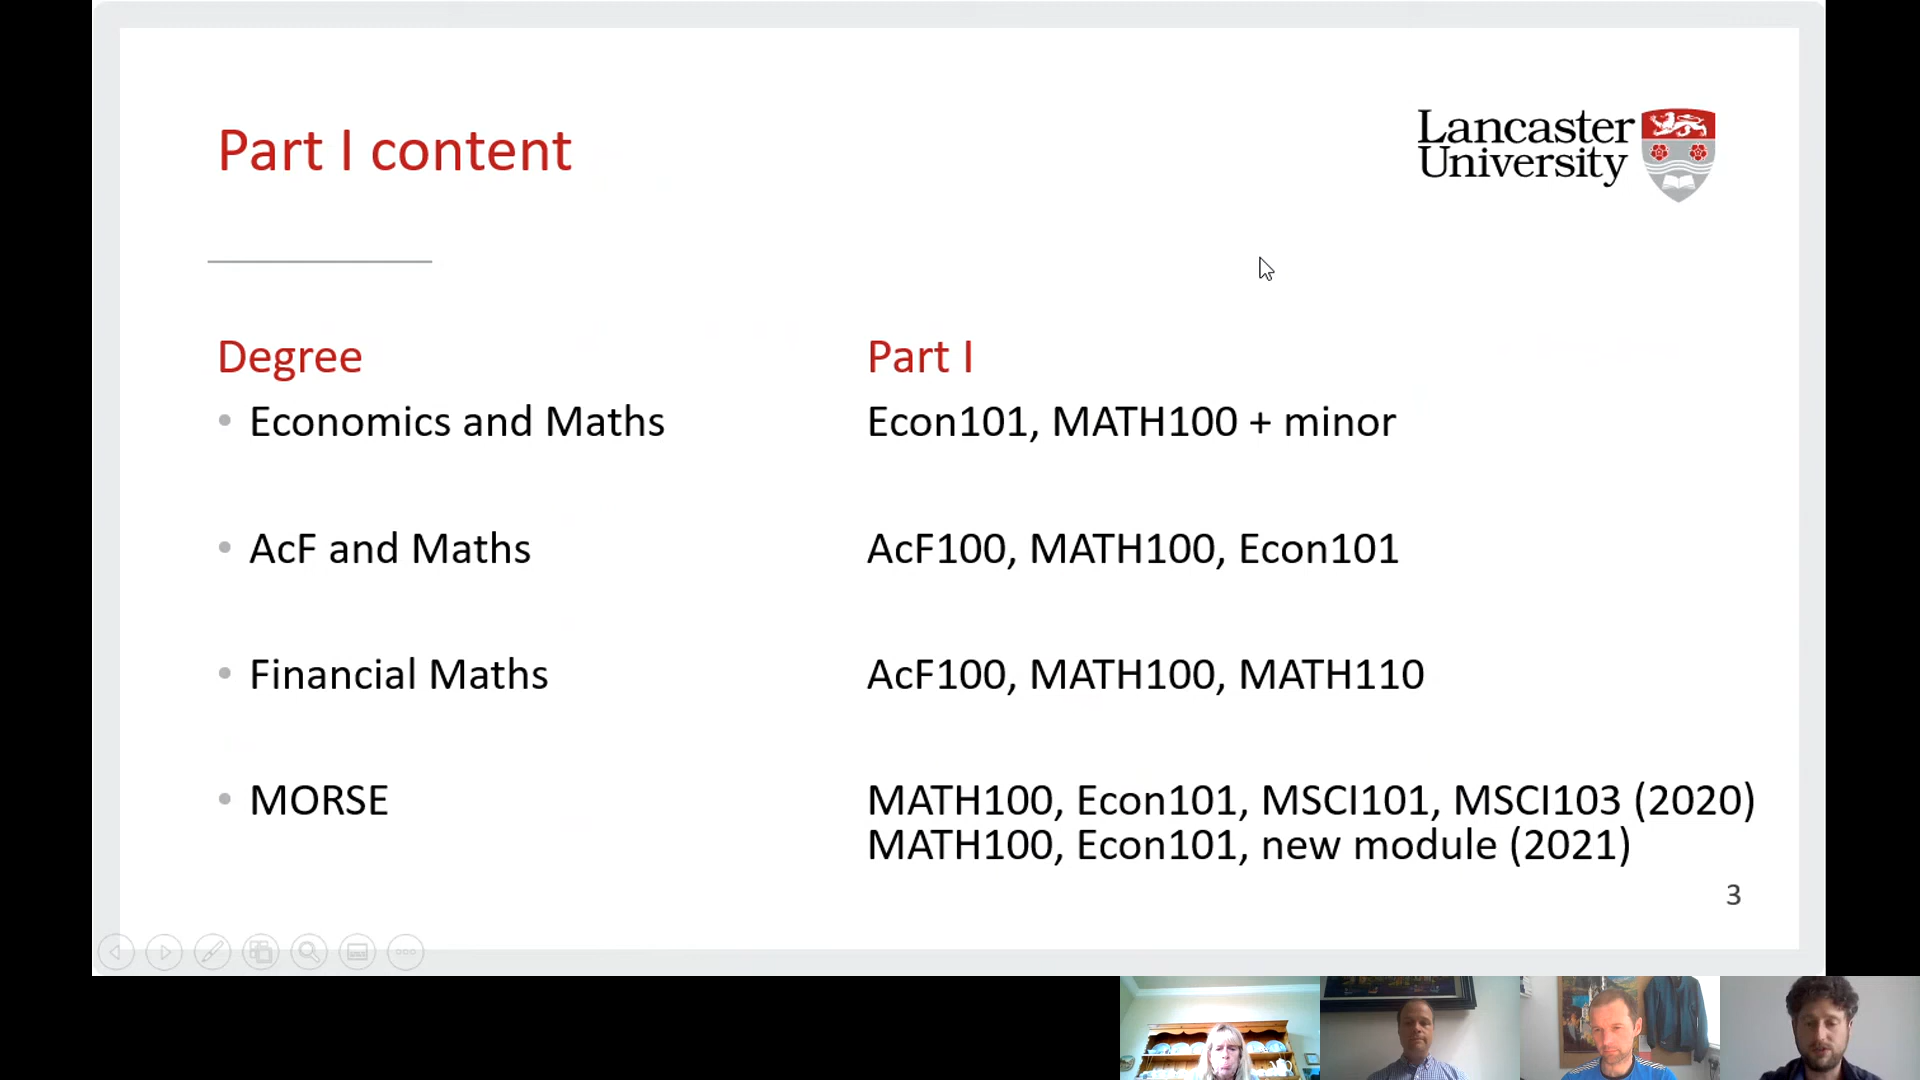 Part I content
Lancaster
University
Degree
Part I
• Economics and Maths
Econ101, MATH100 + minor
• AcF and Maths
AcF100, MATH100, Econ101
• Financial Maths
AcF100, MATH100, MATH110
• MORSE
MATH100, Econ101, MSCI101, MSCI103 (2020)
MATH100, Econ101, new module (2021)
3